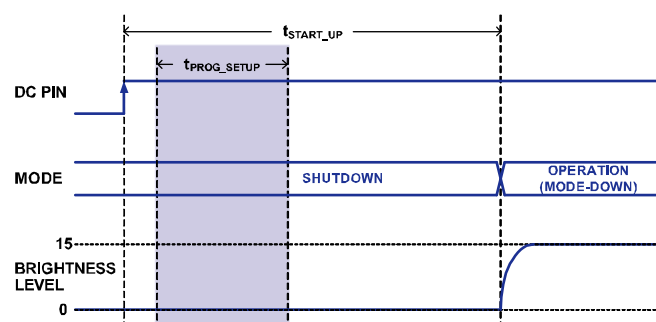 tSTART_UP
tPROG_SETUP
DC PIN
MODE
SHUTDOWN
OPERATION
(MODE-DOWN)
15
BRIGHTNESS
LEVEL
0